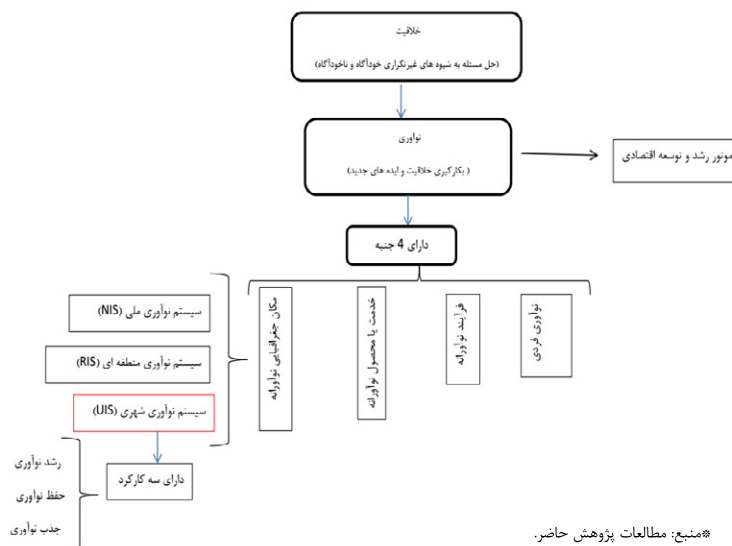 خلاقیت
(حل مسئله به شیوه های غیرتکراری خودآگاه و ناخودآگاه)
نوآوری
( بکارگیری خلاقیت و ایده های جدید)
موتور رشد و توسعه اقتصادی
دارای 4 جنبه
نوآوری فردی
فرآیند نوآورانه
خدمت یا محصول نوآورانه
مکان جغرافیایی نوآورانه
سیستم نوآوری ملی (NIS)
سیستم نوآوری منطقه ای (RIS)
سیستم نوآوری شهری (UIS)
دارای سه کارکرد
رشد نوآوری
حفظ نوآوری
جذب نوآوری
*منبع: مطالعات پژوهش حاضر.